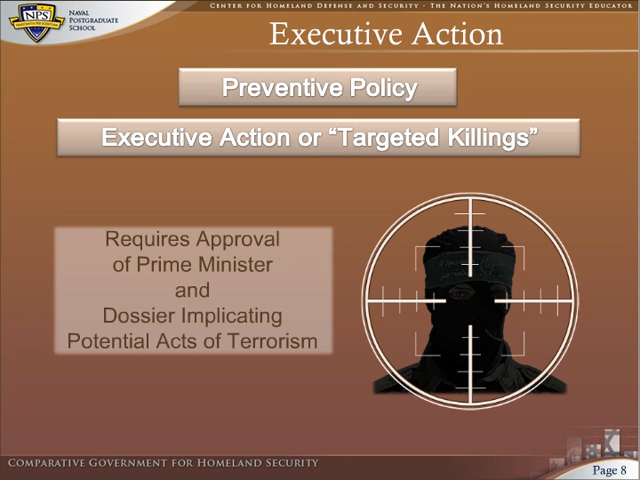 CENTER FOR HOMELAND DEFENSE AND SECURITY - THE NATION'S HOMELAND SECURITY EDUCATOR
NPS
NAVAL
POSTGRADUATE
SCHOOL
Executive Action
Preventive Policy
Executive Action or “Targeted Killings”
Requires Approval
of Prime Minister
and
Dossier Implicating
Potential Acts of Terrorism
COMPARATIVE GOVERNMENT FOR HOMELAND SECURITY
Page 8